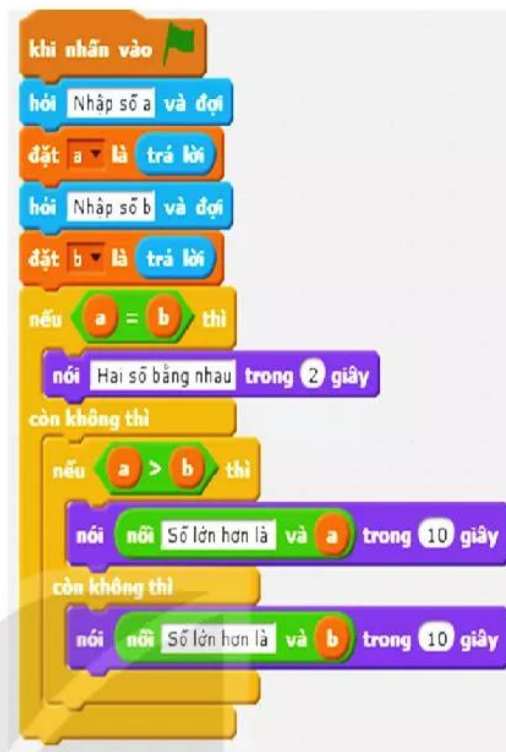 khi nhấn vào
hỏi Nhập số a và đợi
đặt a là trả lời
hỏi Nhập số b và đợi
đặt b là trả lời
nếu a = b thì
nói Hai số bằng nhau trong 2 giây
còn không thì
nếu a > b thì
nói nối Số lớn hơn là và a trong 10 giây
còn không thì
nói nối Số lớn hơn là và b trong 10 giây